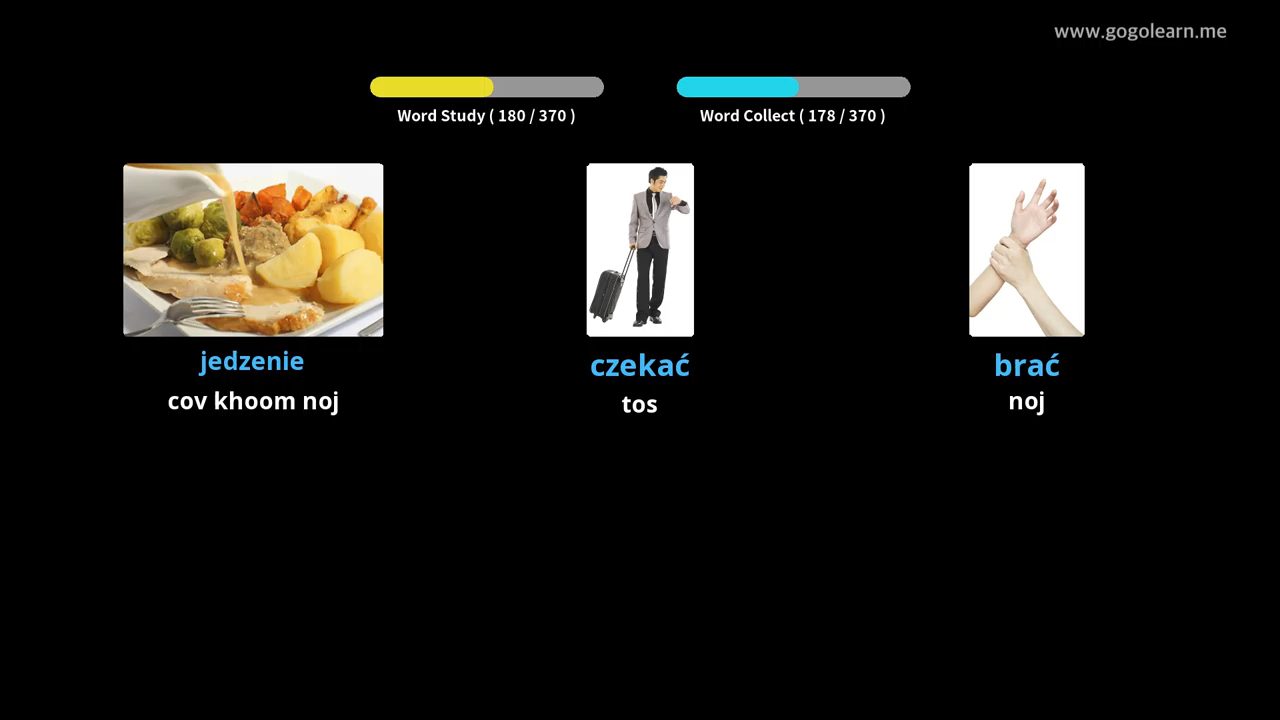 www.gogolearn.me
Word Study ( 180 / 370 )
Word Collect ( 178 / 370 )
jedzenie
czekać
brać
cov khoom noj
tos
noj